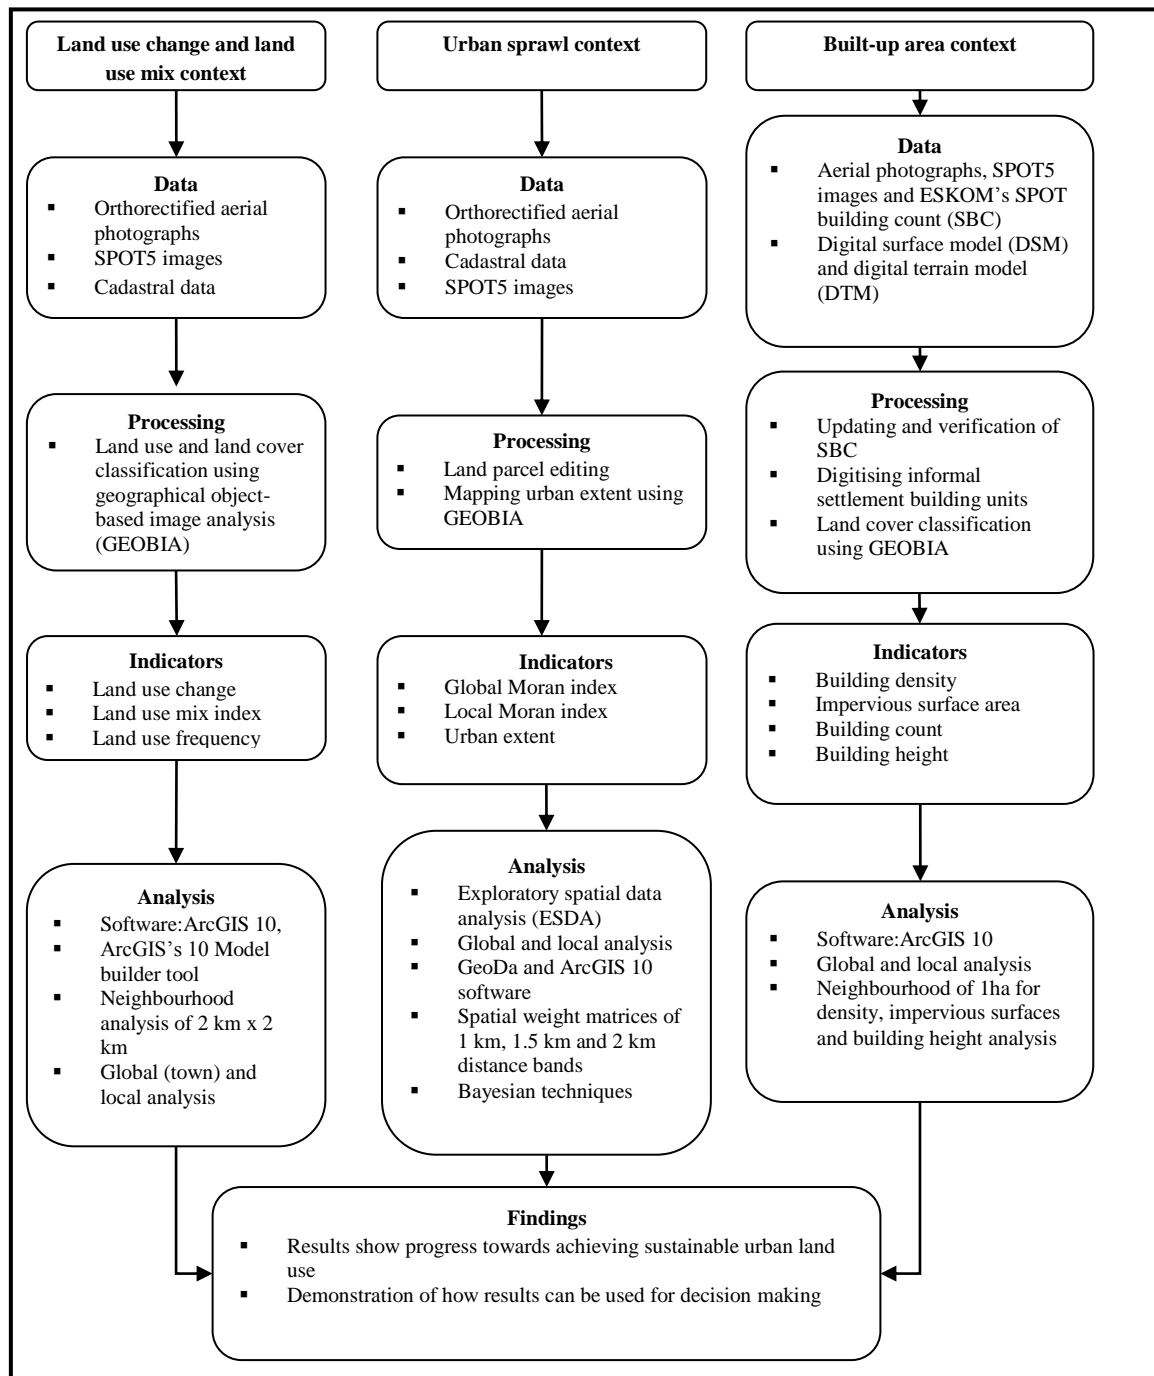 Land use change and land
use mix context
Data
▪ Orthorectified aerial
photographs
▪ SPOT5 images
▪ Cadastral data
Processing
▪ Land use and land cover
classification using
geographical object-
based image analysis
(GEOBIA)
Indicators
▪ Land use change
▪ Land use mix index
▪ Land use frequency
Analysis
▪ Software:ArcGIS 10,
▪ ArcGIS’s 10 Model
builder tool
▪ Neighbourhood
analysis of 2 km x 2
km
▪ Global (town) and
local analysis
Urban sprawl context
Data
▪ Orthorectified aerial
photographs
▪ Cadastral data
▪ SPOT5 images
Processing
▪ Land parcel editing
▪ Mapping urban extent using
GEOBIA
Indicators
▪ Global Moran index
▪ Local Moran index
▪ Urban extent
Analysis
▪ Exploratory spatial data
analysis (ESDA)
▪ Global and local analysis
▪ GeoDa and ArcGIS 10
software
▪ Spatial weight matrices of
1 km, 1.5 km and 2 km
distance bands
▪ Bayesian techniques
Built-up area context
Data
▪ Aerial photographs, SPOT5
images and ESKOM’s SPOT
building count (SBC)
▪ Digital surface model (DSM)
and digital terrain model
(DTM)
Processing
▪ Updating and verification of
SBC
▪ Digitising informal
settlement building units
▪ Land cover classification
using GEOBIA
Indicators
▪ Building density
▪ Impervious surface area
▪ Building count
▪ Building height
Analysis
▪ Software:ArcGIS 10
▪ Global and local analysis
▪ Neighbourhood of 1ha for
density, impervious surfaces
and building height analysis
Findings
▪ Results show progress towards achieving sustainable urban land
use
▪ Demonstration of how results can be used for decision making